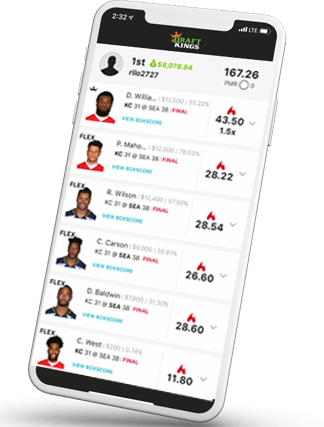 2:32
LTE
DRAFT
KINGS
1st $8,078.84
rilo2727
167.26
PMR 0
D. Willia... | $12,500 | 55.22%
KC 31 @ SEA 38 | FINAL
VIEW BOXSCORE
43.50
1.5x
FLEX
P. Maho... | $12,000 | 79.03%
KC 31 @ SEA 38 | FINAL
VIEW BOXSCORE
28.22
FLEX
R. Wilson | $12,400 | 57.60%
KC 31 @ SEA 38 | FINAL
VIEW BOXSCORE
28.54
FLEX
C. Carson | $9,000 | 56.81%
KC 31 @ SEA 38 | FINAL
VIEW BOXSCORE
26.60
FLEX
D. Baldwin | $7,800 | 31.30%
KC 31 @ SEA 38 | FINAL
VIEW BOXSCORE
28.60
FLEX
C. West | $200 | 0.74%
KC 31 @ SEA 38 | FINAL
VIEW BOXSCORE
11.80